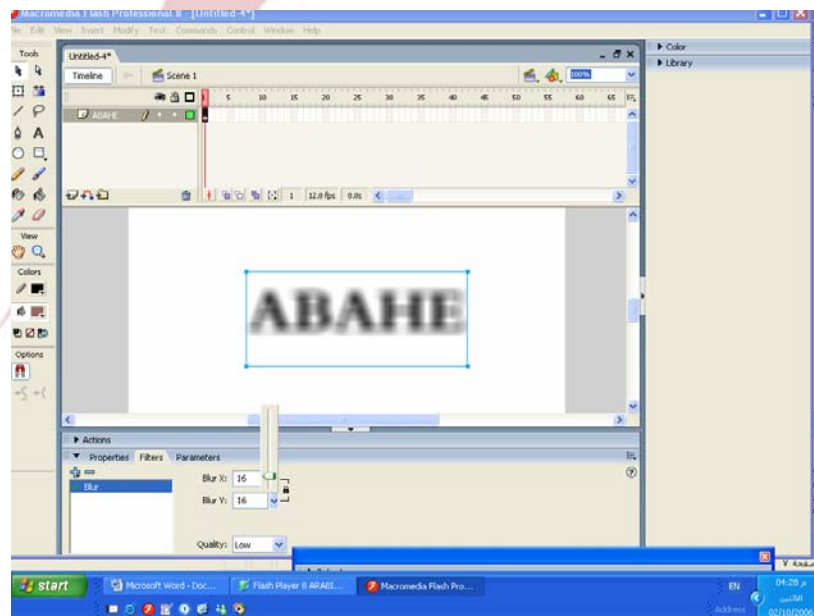 Macromedia Flash Professional 8 - [Untitled-4*]
File Edit View Insert Modify Text Commands Control Window Help
Tools
Untitled-4*
Color
Library
Timeline
Scene 1
100%
1 5 10 15 20 25 30 35 40 45 50 55 60 65
ABAHE
1 12.0 fps 0.0s
View
Colors
Options
ABAHE
Actions
Properties Filters Parameters
Blur
Blur X: 16
Blur Y: 16
Quality: Low
start
Microsoft Word - Doc...
Flash Player 8 ARABI...
Macromedia Flash Pro...
EN
04:28 م
الاثنين
Address
02/10/2006